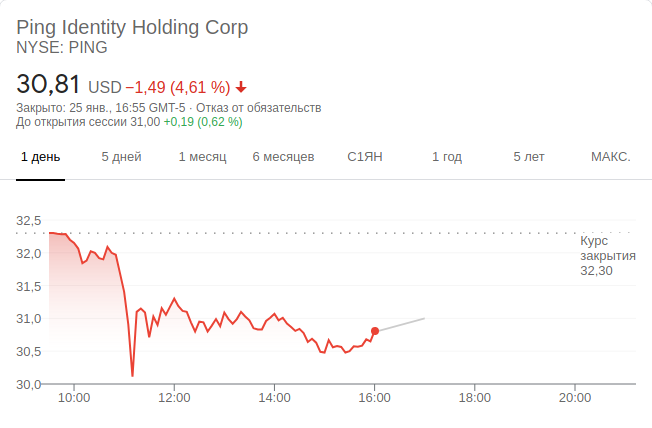 Ping Identity Holding Corp
NYSE: PING
30,81 USD −1,49 (4,61 %)
Закрыто: 25 янв., 16:55 GMT-5 · Отказ от обязательств
До открытия сессии 31,00 +0,19 (0,62 %)
1 день 5 дней 1 месяц 6 месяцев С1ЯН 1 год 5 лет МАКС.
32,5
Курс
закрытия
32,30
32,0
31,5
31,0
30,5
30,0
10:00 12:00 14:00 16:00 18:00 20:00